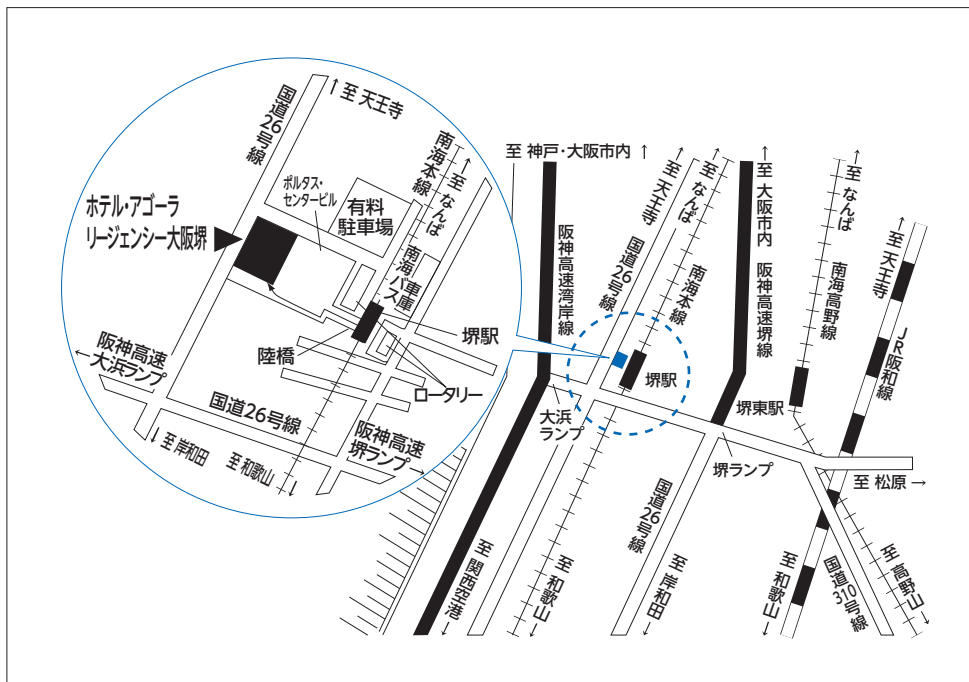 国道26号線
↑至 天王寺
南海本線
↑至 なんば
ポルタス・
センタービル
有料
駐車場
ホテル・アゴーラ
リージェンシー大阪堺
南海バス車庫
堺駅
陸橋
ロータリー
阪神高速
←大浜ランプ
国道26号線
阪神高速
堺ランプ→
←至 岸和田
至 和歌山←
至 神戸・大阪市内 ↑
阪神高速湾岸線
↑至 天王寺
国道26号線
↑至 なんば
南海本線
↑至 大阪市内
阪神高速堺線
↑至 なんば
南海高野線
↑至 天王寺
JR阪和線
堺駅
堺東駅
大浜
ランプ
堺ランプ
至 松原→
国道26号線
至 関西空港←
至 和歌山←
至 岸和田←
至 和歌山←
国道310号線
至 高野山←